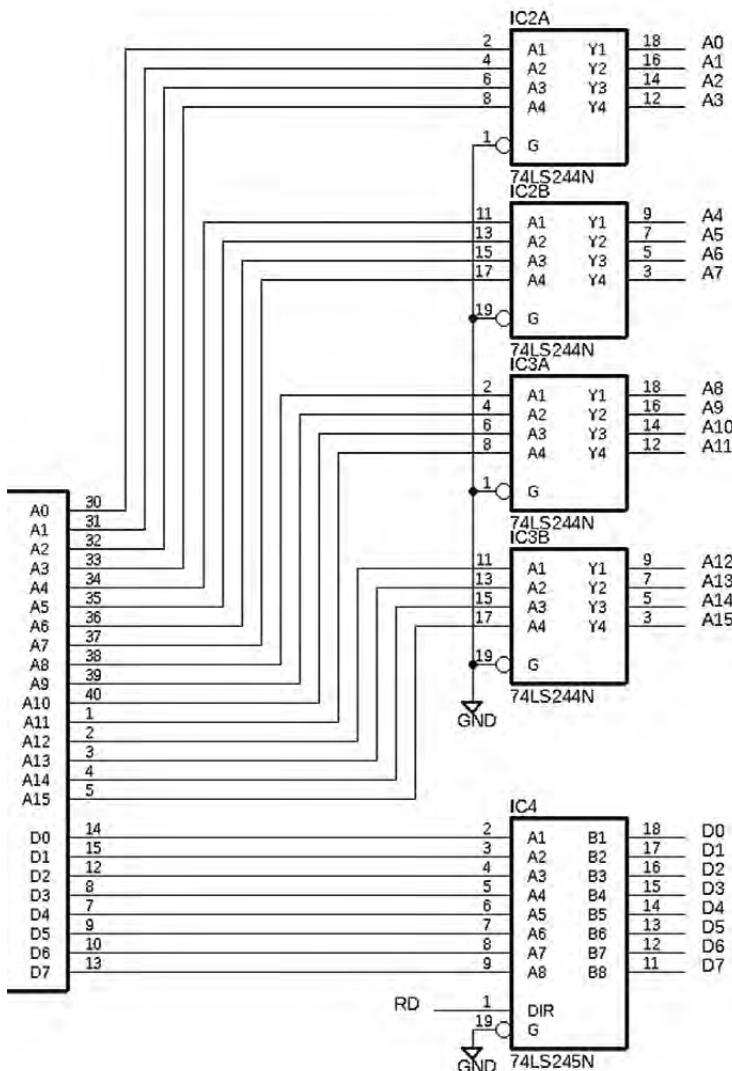 IC2A
2 A1 Y1 18 A0
4 A2 Y2 16 A1
6 A3 Y3 14 A2
8 A4 Y4 12 A3
1 G
74LS244N
IC2B
11 A1 Y1 9 A4
13 A2 Y2 7 A5
15 A3 Y3 5 A6
17 A4 Y4 3 A7
19 G
74LS244N
IC3A
2 A1 Y1 18 A8
4 A2 Y2 16 A9
6 A3 Y3 14 A10
8 A4 Y4 12 A11
1 G
74LS244N
IC3B
11 A1 Y1 9 A12
13 A2 Y2 7 A13
15 A3 Y3 5 A14
17 A4 Y4 3 A15
19 G
74LS244N
GND
A0 30
A1 31
A2 32
A3 33
A4 34
A5 35
A6 36
A7 37
A8 38
A9 39
A10 40
A11 1
A12 2
A13 3
A14 4
A15 5
IC4
D0 14 2 A1 B1 18 D0
D1 15 3 A2 B2 17 D1
D2 12 4 A3 B3 16 D2
D3 8 5 A4 B4 15 D3
D4 7 6 A5 B5 14 D4
D5 9 7 A6 B6 13 D5
D6 10 8 A7 B7 12 D6
D7 13 9 A8 B8 11 D7
RD 1 DIR
19 G
GND 74LS245N